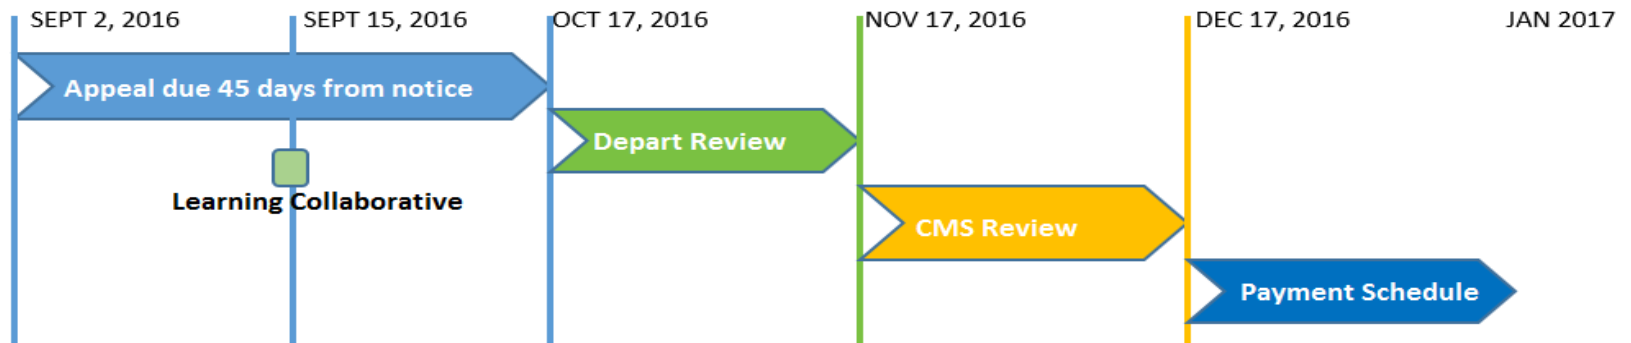 SEPT 2, 2016
SEPT 15, 2016
OCT 17, 2016
NOV 17, 2016
DEC 17, 2016
JAN 2017
Appeal due 45 days from notice
Depart Review
Learning Collaborative
CMS Review
Payment Schedule